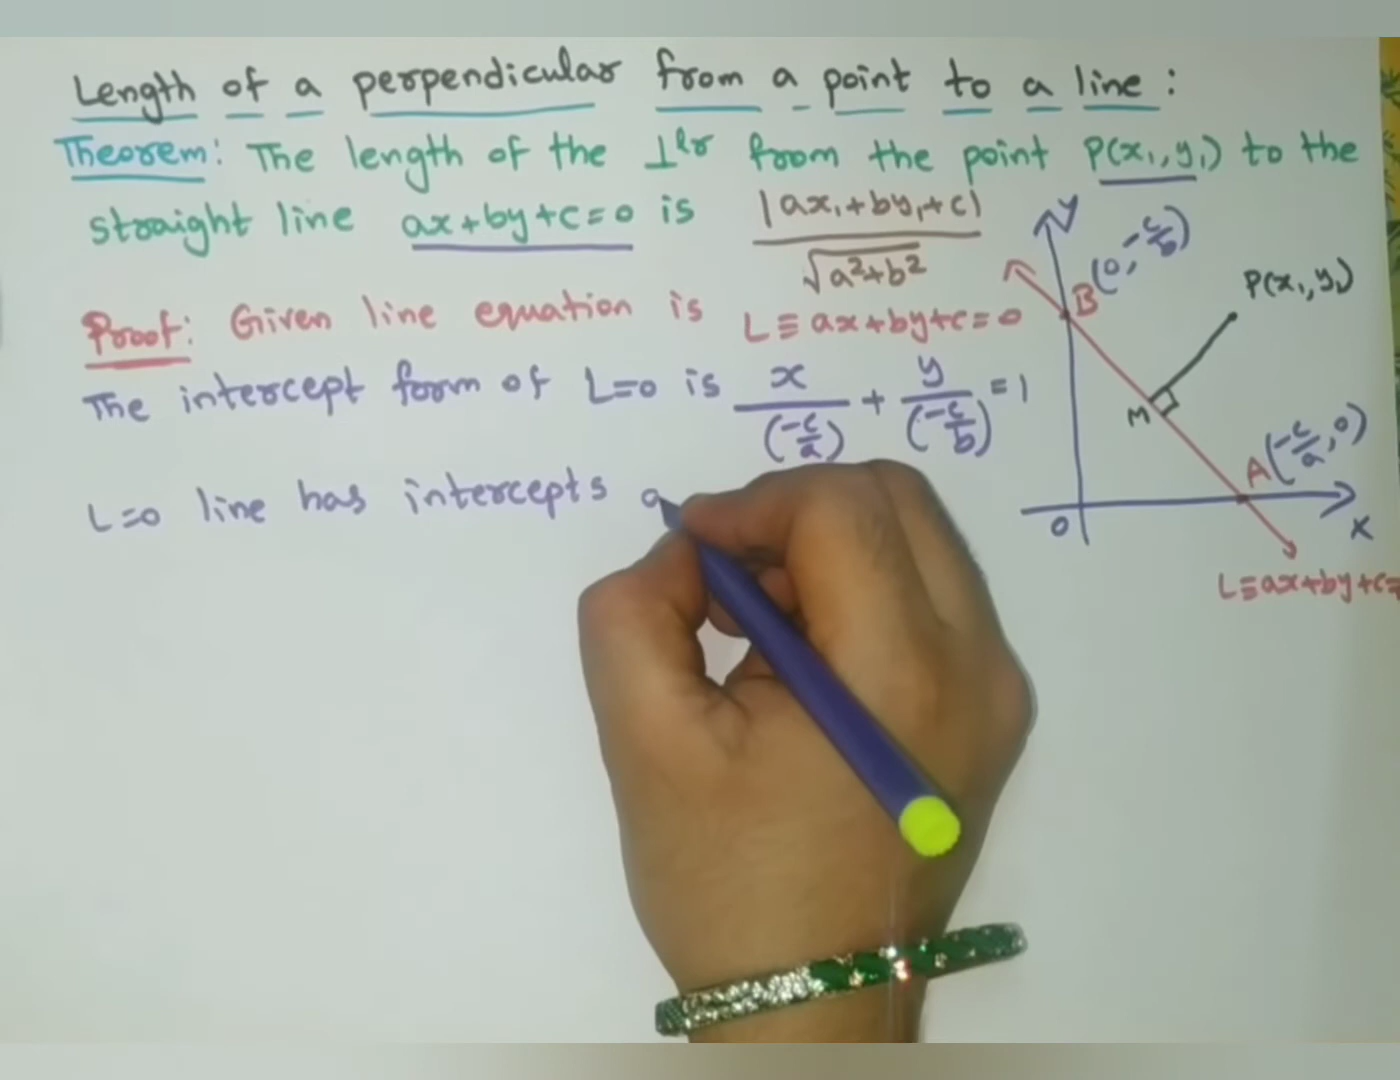 Length of a perpendicular from a point to a line :
Theorem: The length of the ⊥lr from the point P(x₁, y₁) to the
straight line ax+by+c=0 is |ax₁+by₁+c| / √(a²+b²)
Proof: Given line equation is L ≡ ax+by+c=0
The intercept form of L=0 is x/(-c/a) + y/(-c/b) = 1
L=0 line has intercepts a
Y
B (0, -c/b)
P(x₁, y₁)
M
A (-c/a, 0)
O
X
L≡ax+by+c=